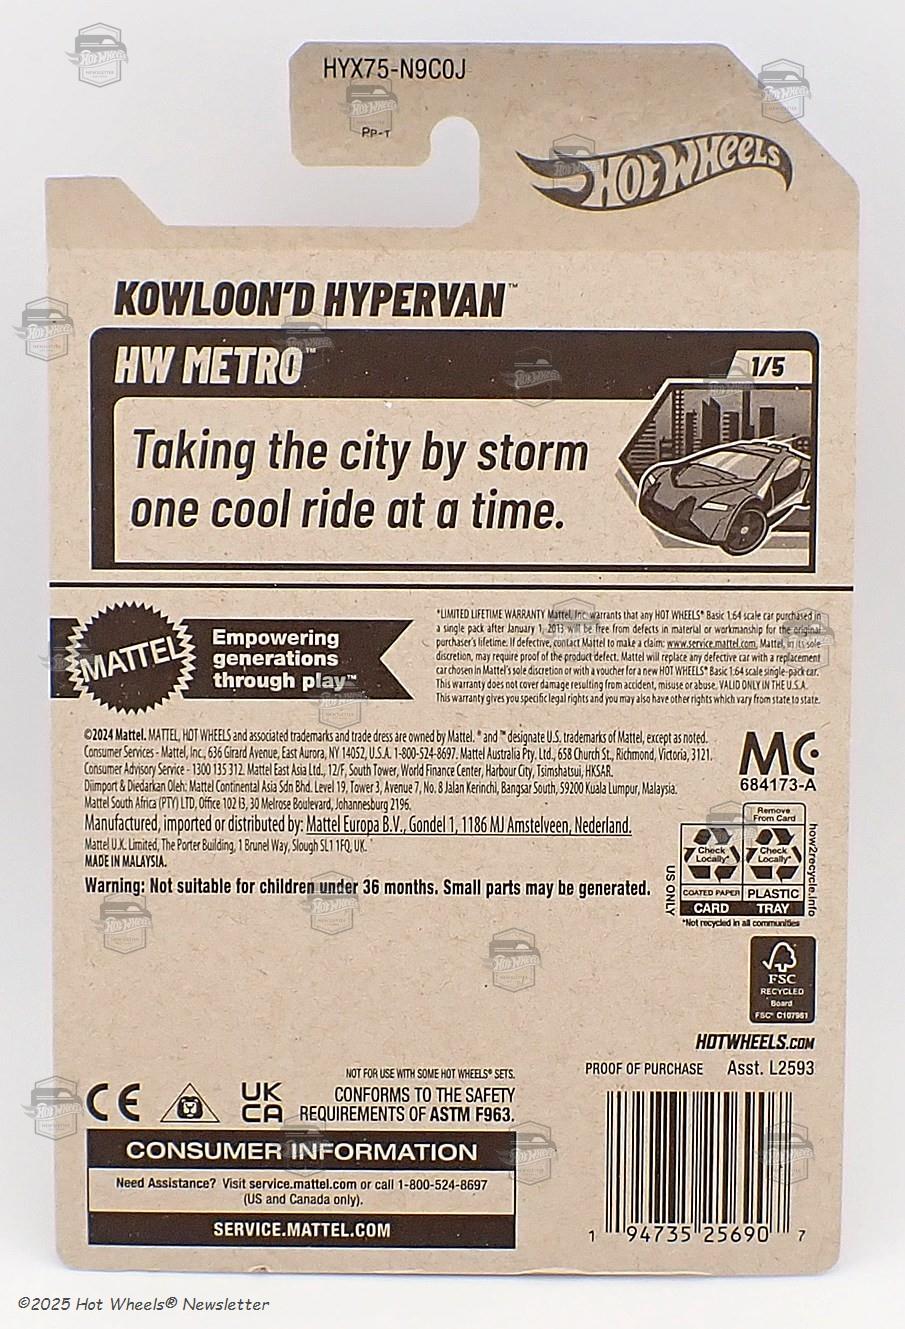 HYX75-N9C0J
PP-T
HOT WHEELS
KOWLOON'D HYPERVAN™
HW METRO™
1/5
Taking the city by storm
one cool ride at a time.
MATTEL
Empowering
generations
through play™
*LIMITED LIFETIME WARRANTY Mattel, Inc. warrants that any HOT WHEELS® Basic 1:64 scale car purchased in
a single pack after January 1, 2013 will be free from defects in material or workmanship for the original
purchaser's lifetime. If defective, contact Mattel to make a claim: www.service.mattel.com. Mattel, in its sole
discretion, may require proof of the product defect. Mattel will replace any defective car with a replacement
car chosen in Mattel's sole discretion or with a voucher for a new HOT WHEELS® Basic 1:64 scale single-pack car.
This warranty does not cover damage resulting from accident, misuse or abuse. VALID ONLY IN THE U.S.A.
This warranty gives you specific legal rights and you may also have other rights which vary from state to state.
©2024 Mattel. MATTEL, HOT WHEELS and associated trademarks and trade dress are owned by Mattel. ® and ™ designate U.S. trademarks of Mattel, except as noted.
Consumer Services - Mattel, Inc., 636 Girard Avenue, East Aurora, NY 14052, U.S.A. 1-800-524-8697. Mattel Australia Pty. Ltd., 658 Church St., Richmond, Victoria, 3121.
Consumer Advisory Service - 1300 135 312. Mattel East Asia Ltd., 12/F, South Tower, World Finance Center, Harbour City, Tsimshatsui, HKSAR.
Diimport & Diedarkan Oleh: Mattel Continental Asia Sdn Bhd. Level 19, Tower 3, Avenue 7, No. 8 Jalan Kerinchi, Bangsar South, 59200 Kuala Lumpur, Malaysia.
Mattel South Africa (PTY) LTD, Office 102 I3, 30 Melrose Boulevard, Johannesburg 2196.
Manufactured, imported or distributed by: Mattel Europa B.V., Gondel 1, 1186 MJ Amstelveen, Nederland.
Mattel U.K. Limited, The Porter Building, 1 Brunel Way, Slough SL1 1FQ, UK.
MADE IN MALAYSIA.
Warning: Not suitable for children under 36 months. Small parts may be generated.
MC
684173-A
Remove
From Card
Check
Locally*
Check
Locally*
COATED PAPER
PLASTIC
CARD
TRAY
US ONLY
how2recycle.info
*Not recycled in all communities
FSC
RECYCLED
Board
FSC® C107981
HOTWHEELS.COM
PROOF OF PURCHASE Asst. L2593
NOT FOR USE WITH SOME HOT WHEELS® SETS.
CONFORMS TO THE SAFETY
REQUIREMENTS OF ASTM F963.
CE
UK
CA
CONSUMER INFORMATION
Need Assistance? Visit service.mattel.com or call 1-800-524-8697
(US and Canada only).
SERVICE.MATTEL.COM
1 94735 25690 7
©2025 Hot Wheels® Newsletter